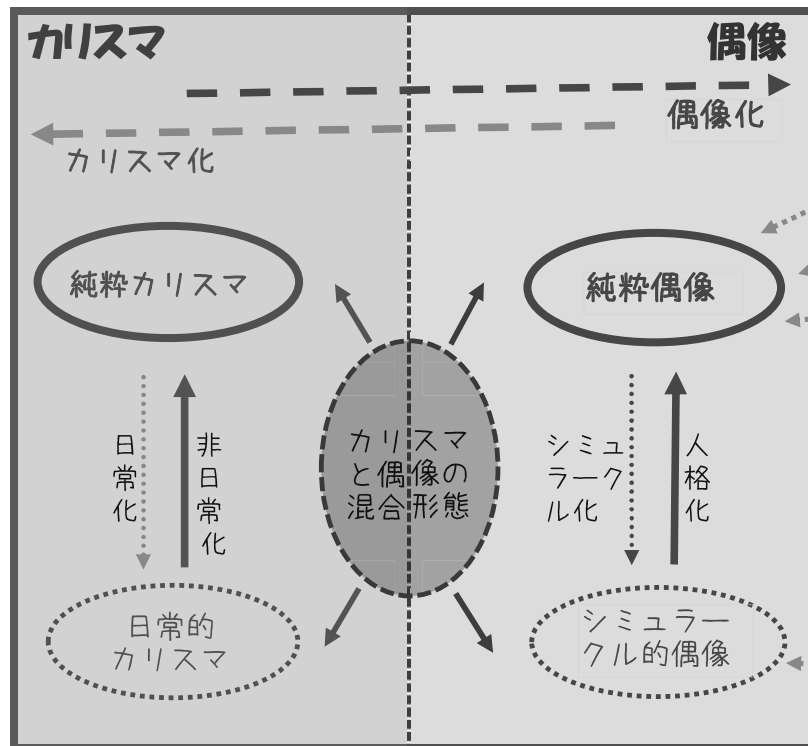 カリスマ
偶像
偶像化
カリスマ化
純粋カリスマ
純粋偶像
日
常
化
非
日
常
化
カリスマ
と偶像の
混合形態
シミュ
ラーク
ル化
人
格
化
日常的
カリスマ
シミュラー
クル的偶像